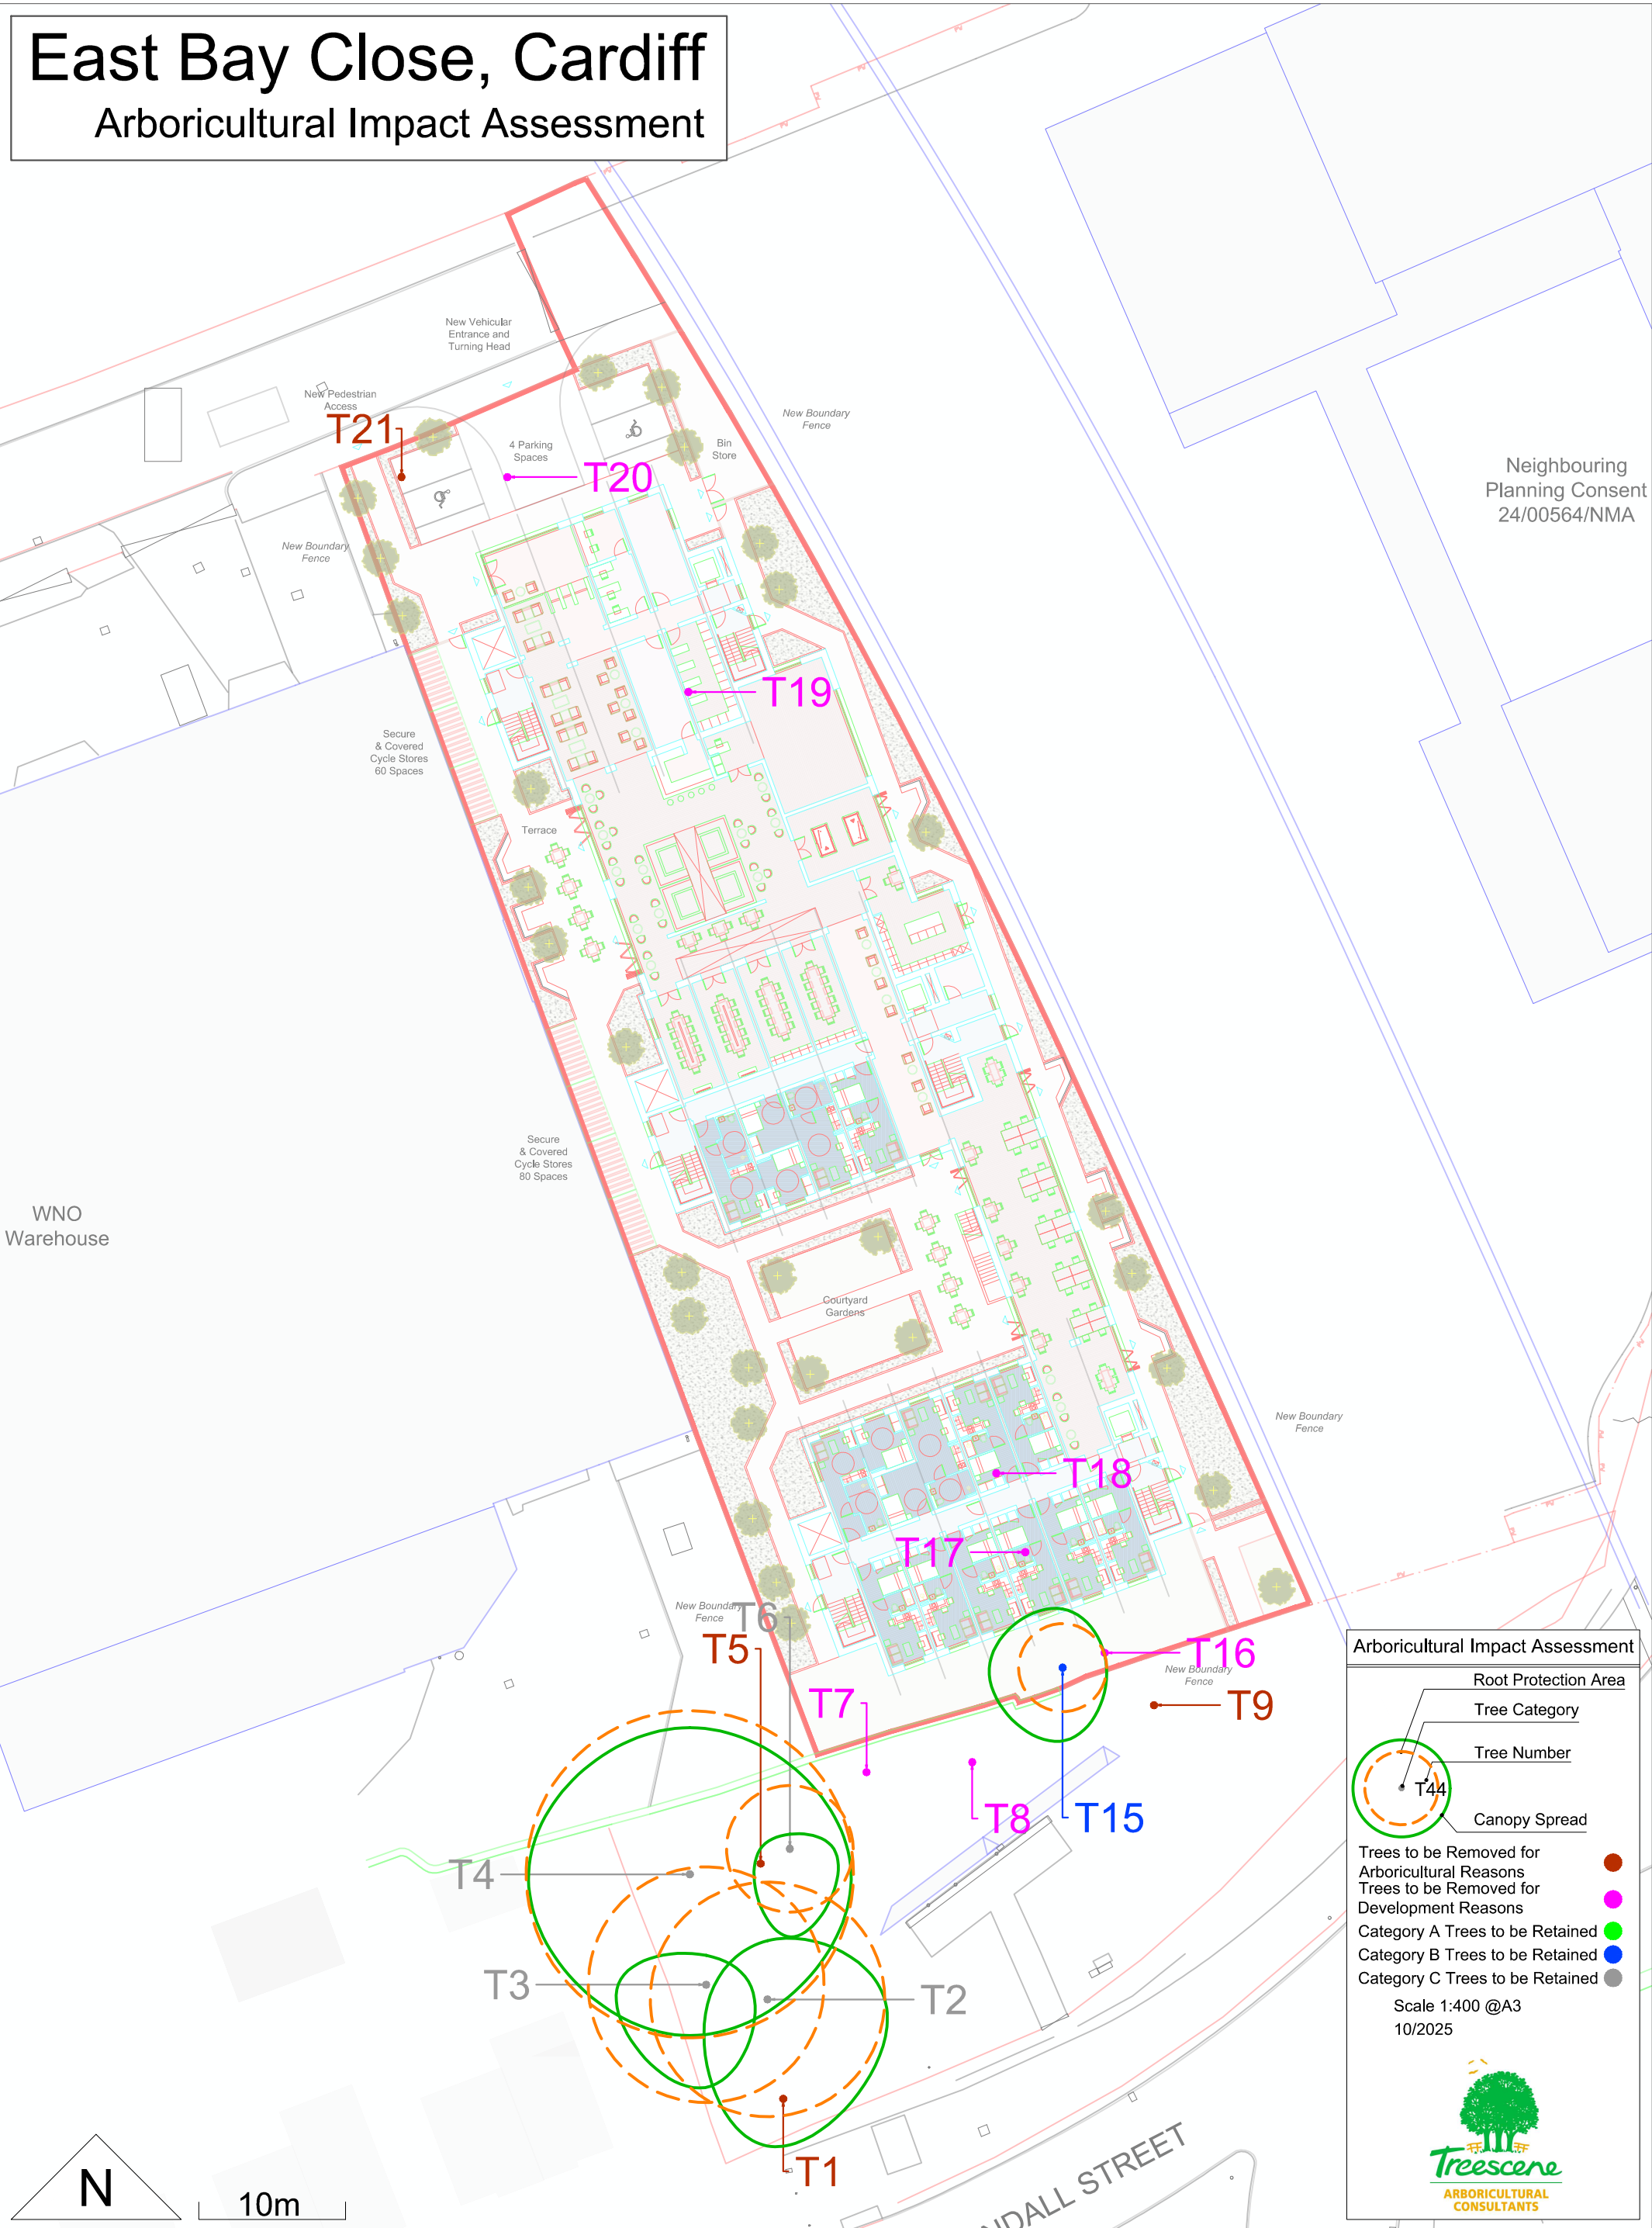 East Bay Close, Cardiff
Arboricultural Impact Assessment
New Vehicular
Entrance and
Turning Head
New Pedestrian
Access
T21
4 Parking
Spaces
T20
Bin
Store
New Boundary
Fence
Neighbouring
Planning Consent
24/00564/NMA
New Boundary
Fence
T19
Secure
& Covered
Cycle Stores
60 Spaces
Terrace
Secure
& Covered
Cycle Stores
80 Spaces
WNO
Warehouse
Courtyard
Gardens
New Boundary
Fence
T18
T17
New Boundary
Fence
T6
T5
T16
New Boundary
Fence
T7
T9
T8
T15
T4
T3
T2
T1
NDALL STREET
N
10m
Arboricultural Impact Assessment
Root Protection Area
Tree Category
Tree Number
T44
Canopy Spread
Trees to be Removed for
Arboricultural Reasons
Trees to be Removed for
Development Reasons
Category A Trees to be Retained
Category B Trees to be Retained
Category C Trees to be Retained
Scale 1:400 @A3
10/2025
Treescene
ARBORICULTURAL
CONSULTANTS